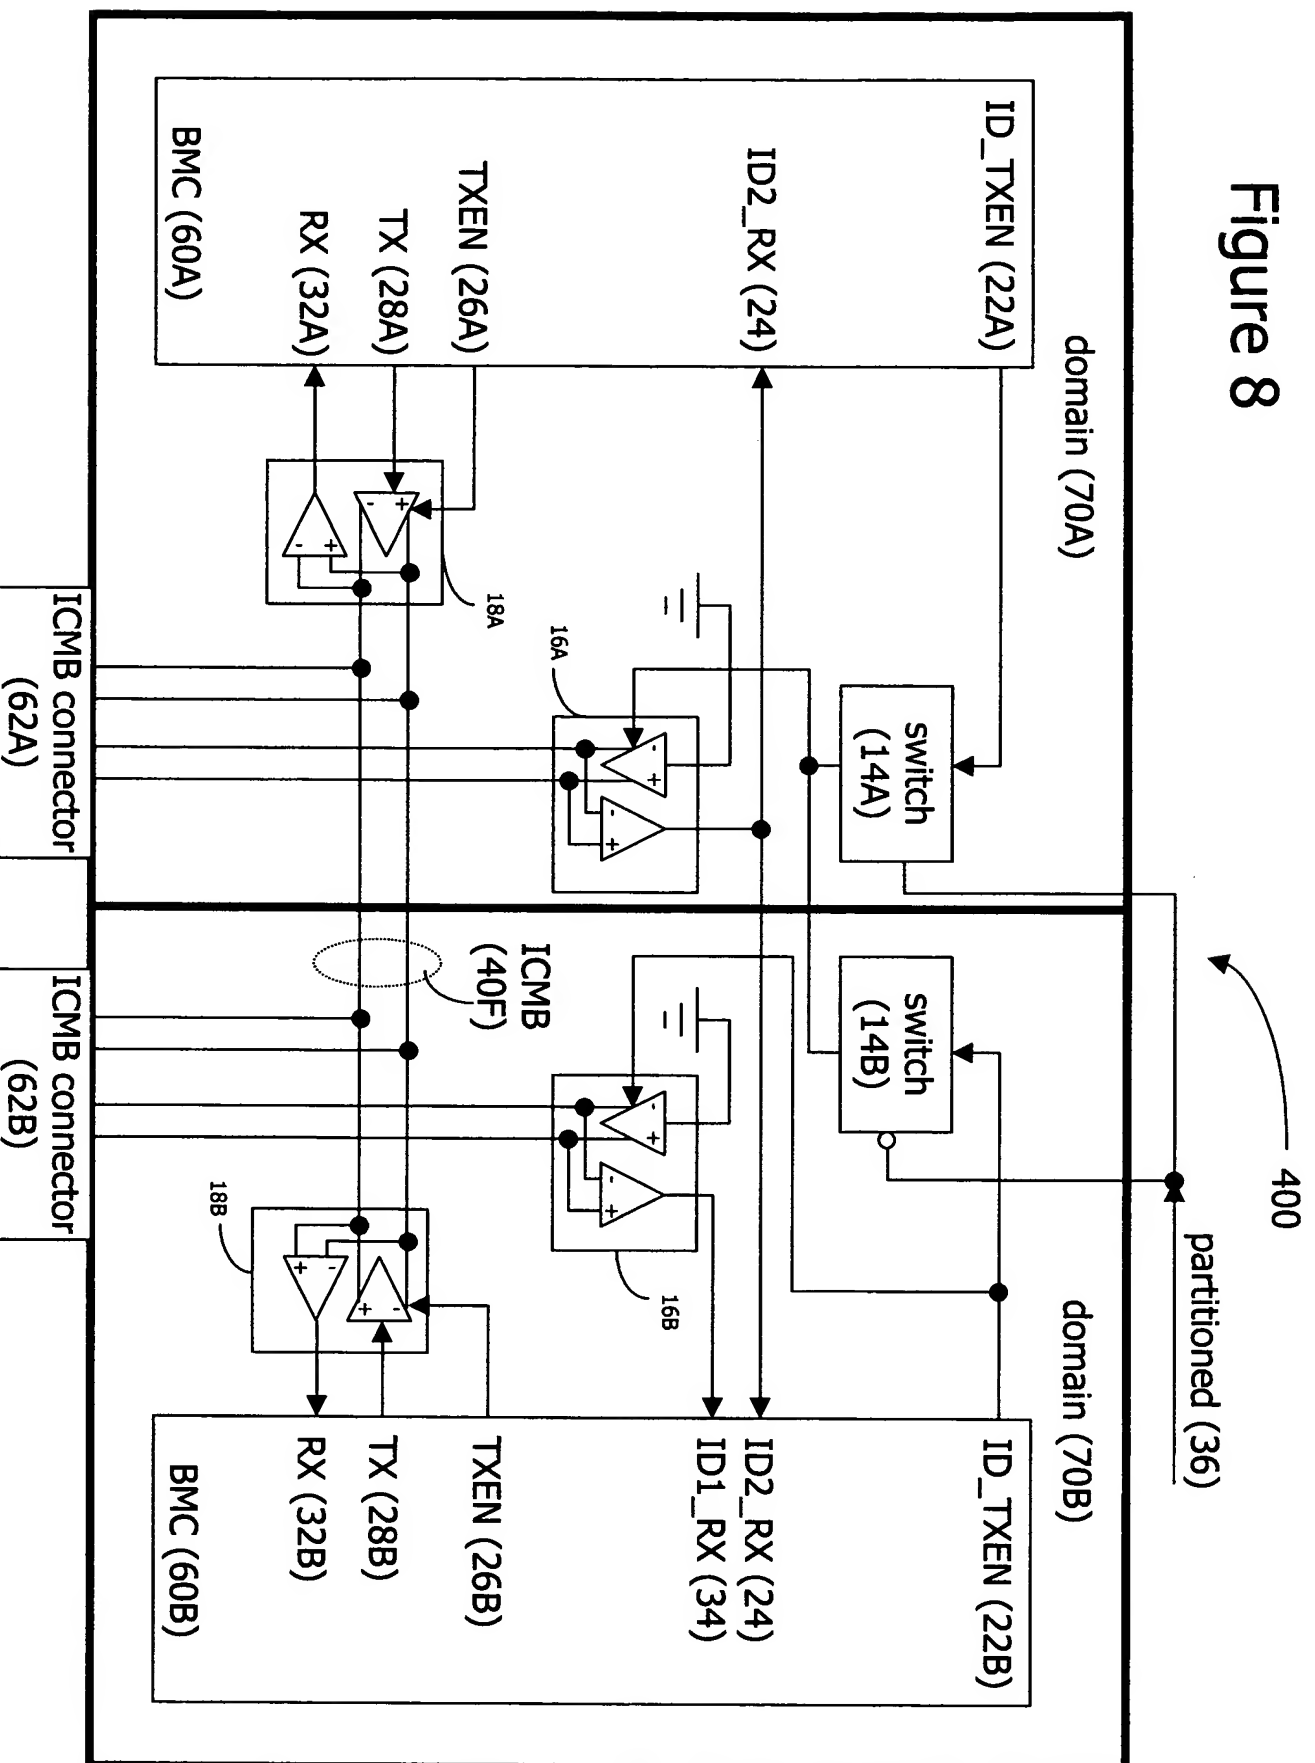 Figure 8
400
partitioned (36)
domain (70A)
domain (70B)
ID_TXEN (22A)
ID2_RX (24)
TXEN (26A)
TX (28A)
RX (32A)
BMC (60A)
switch
(14A)
switch
(14B)
16A
- +
- +
18A
+
-
+
-
ICMB
(40F)
16B
- +
- +
18B
-
+
-
+
ID_TXEN (22B)
ID2_RX (24)
ID1_RX (34)
TXEN (26B)
TX (28B)
RX (32B)
BMC (60B)
ICMB connector
(62A)
ICMB connector
(62B)